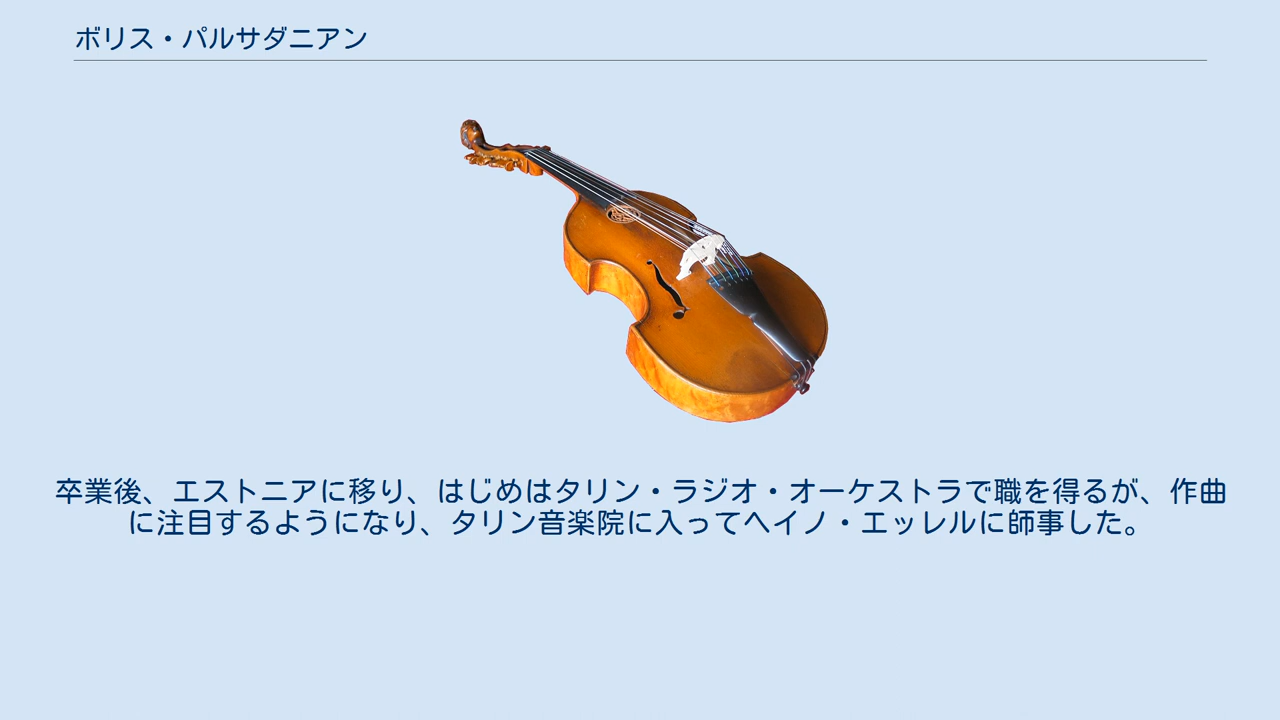 ボリス・パルサダニアン
卒業後、エストニアに移り、はじめはタリン・ラジオ・オーケストラで職を得るが、作曲
に注目するようになり、タリン音楽院に入ってヘイノ・エッレルに師事した。